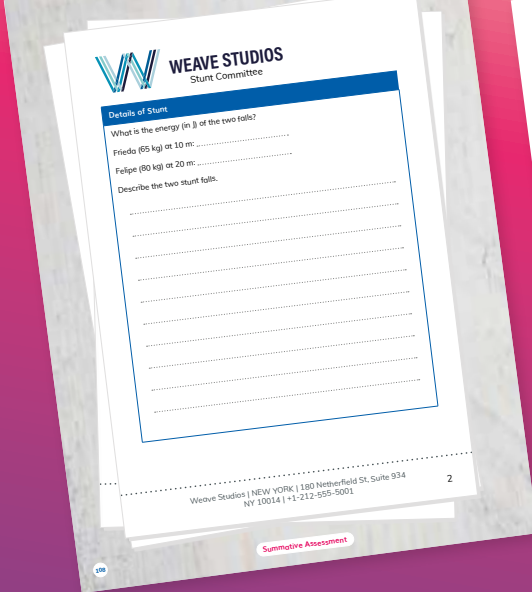 WEAVE STUDIOS
Stunt Committee
Details of Stunt
What is the energy (in J) of the two falls?
Frieda (65 kg) at 10 m:
Felipe (80 kg) at 20 m:
Describe the two stunt falls.
Weave Studios | NEW YORK | 180 Netherfield St, Suite 934
NY 10014 | +1-212-555-5001
2
Summative Assessment
108